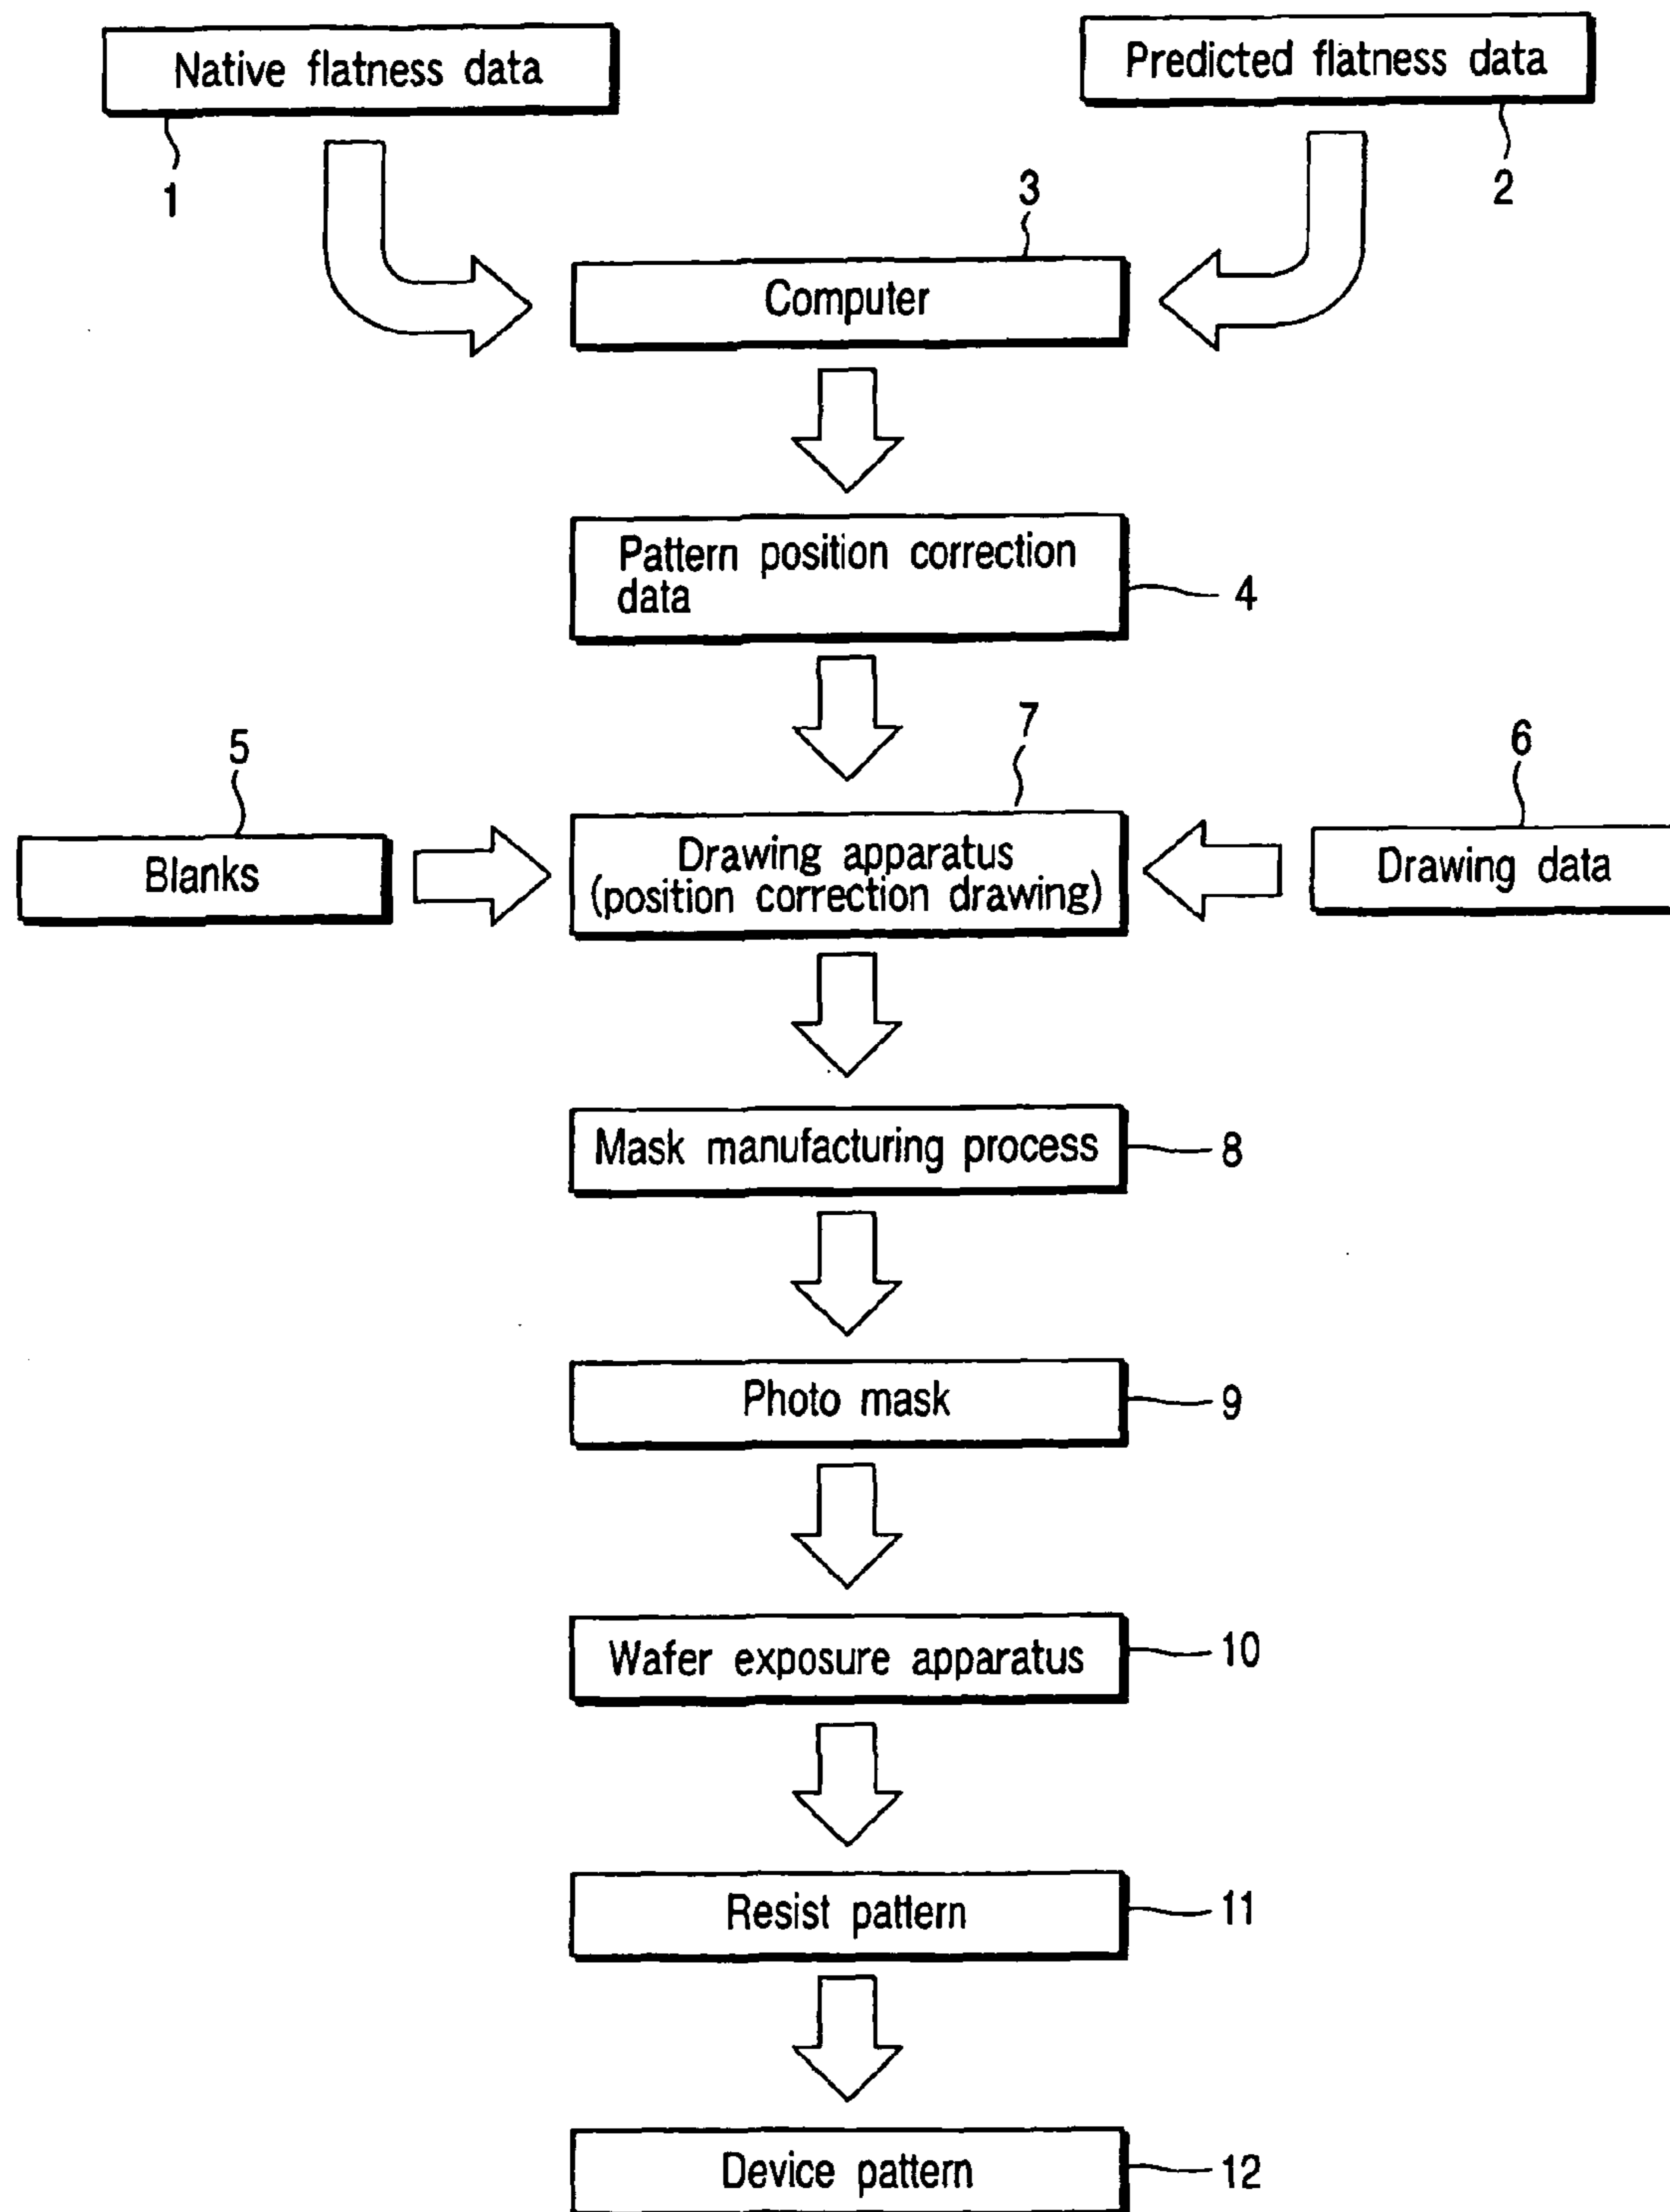 Native flatness data
Predicted flatness data
1
2
3
Computer
Pattern position correction
data
4
5
7
6
Blanks
Drawing apparatus
(position correction drawing)
Drawing data
Mask manufacturing process
8
Photo mask
9
Wafer exposure apparatus
10
Resist pattern
11
Device pattern
12